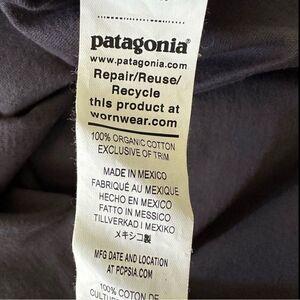 patagonia®
www.patagonia.com
Repair/Reuse/
Recycle
this product at
wornwear.com
100% ORGANIC COTTON
EXCLUSIVE OF TRIM
MADE IN MEXICO
FABRIQUÉ AU MEXIQUE
HECHO EN MEXICO
FATTO IN MESSICO
TILLVERKAD I MEXIKO
メキシコ製
MFG DATE AND LOCATION
AT PCPSIA.COM
100% COTON DE